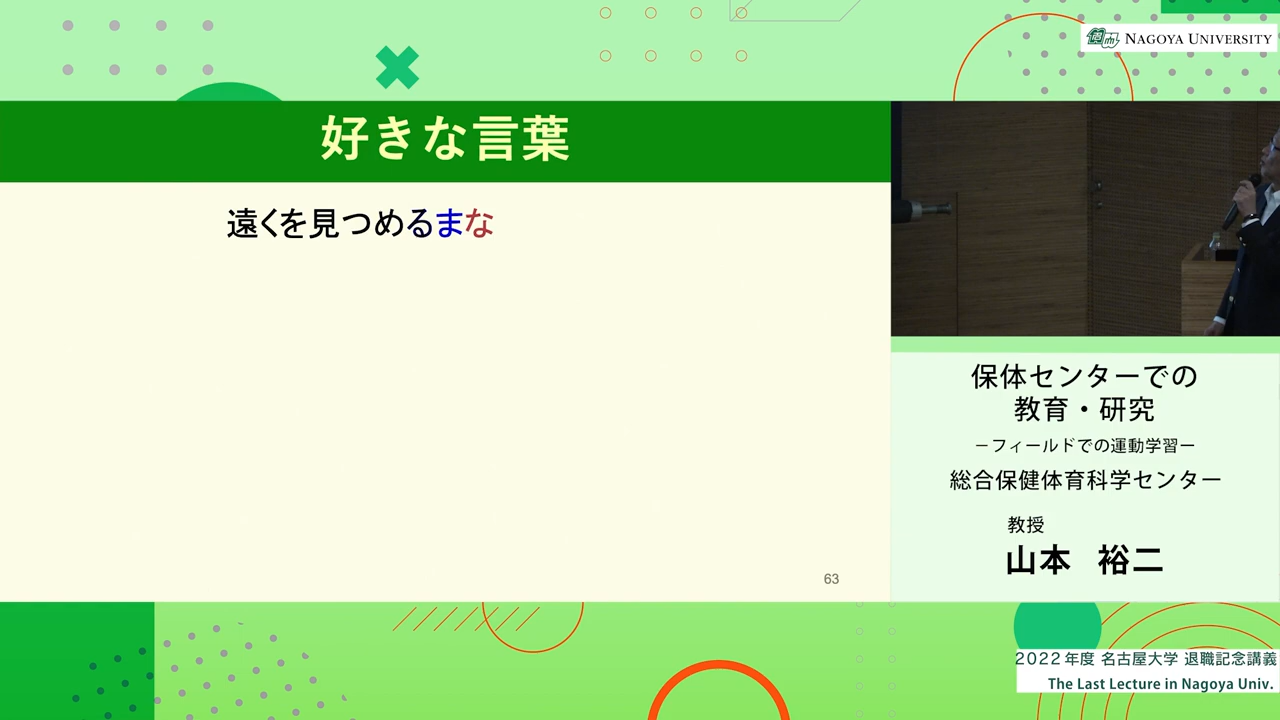 NAGOYA UNIVERSITY
好きな言葉
遠くを見つめるまな
63
保体センターでの
教育・研究
－フィールドでの運動学習－
総合保健体育科学センター
教授
山本 裕二
2022年度 名古屋大学 退職記念講義
The Last Lecture in Nagoya Univ.